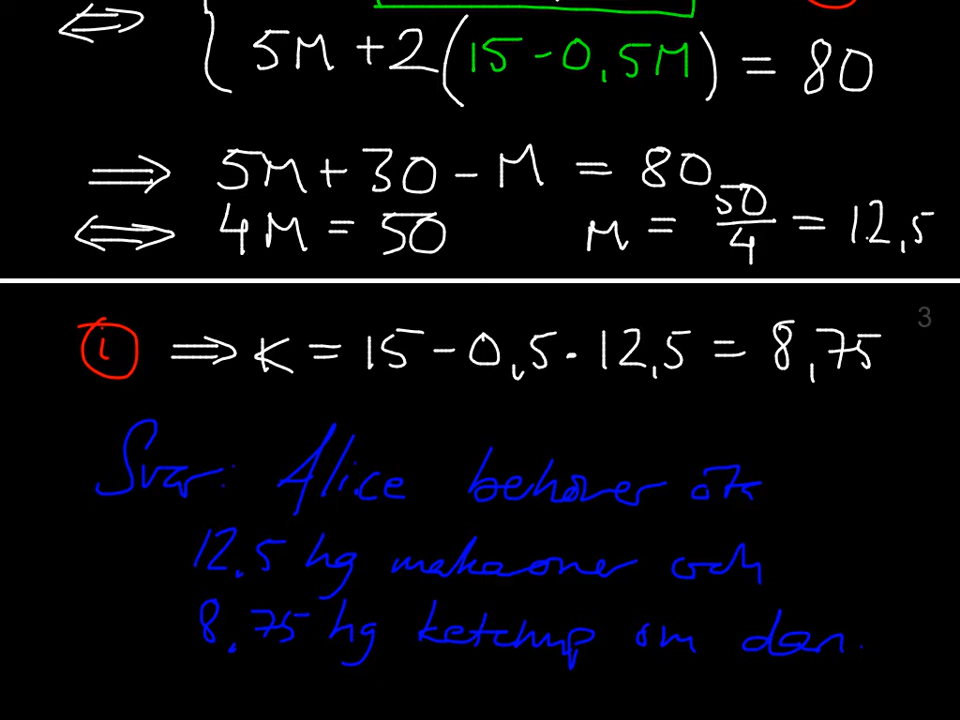 ⟺ { 5M + 2(15 - 0,5M) = 80
⟹ 5M + 30 - M = 80
⟺ 4M = 50 M = 50/4 = 12,5
3
i ⟹ K = 15 - 0,5 · 12,5 = 8,75
Svar: Alice behöver äta
12,5 hg makaroner och
8,75 hg ketchup om dan.